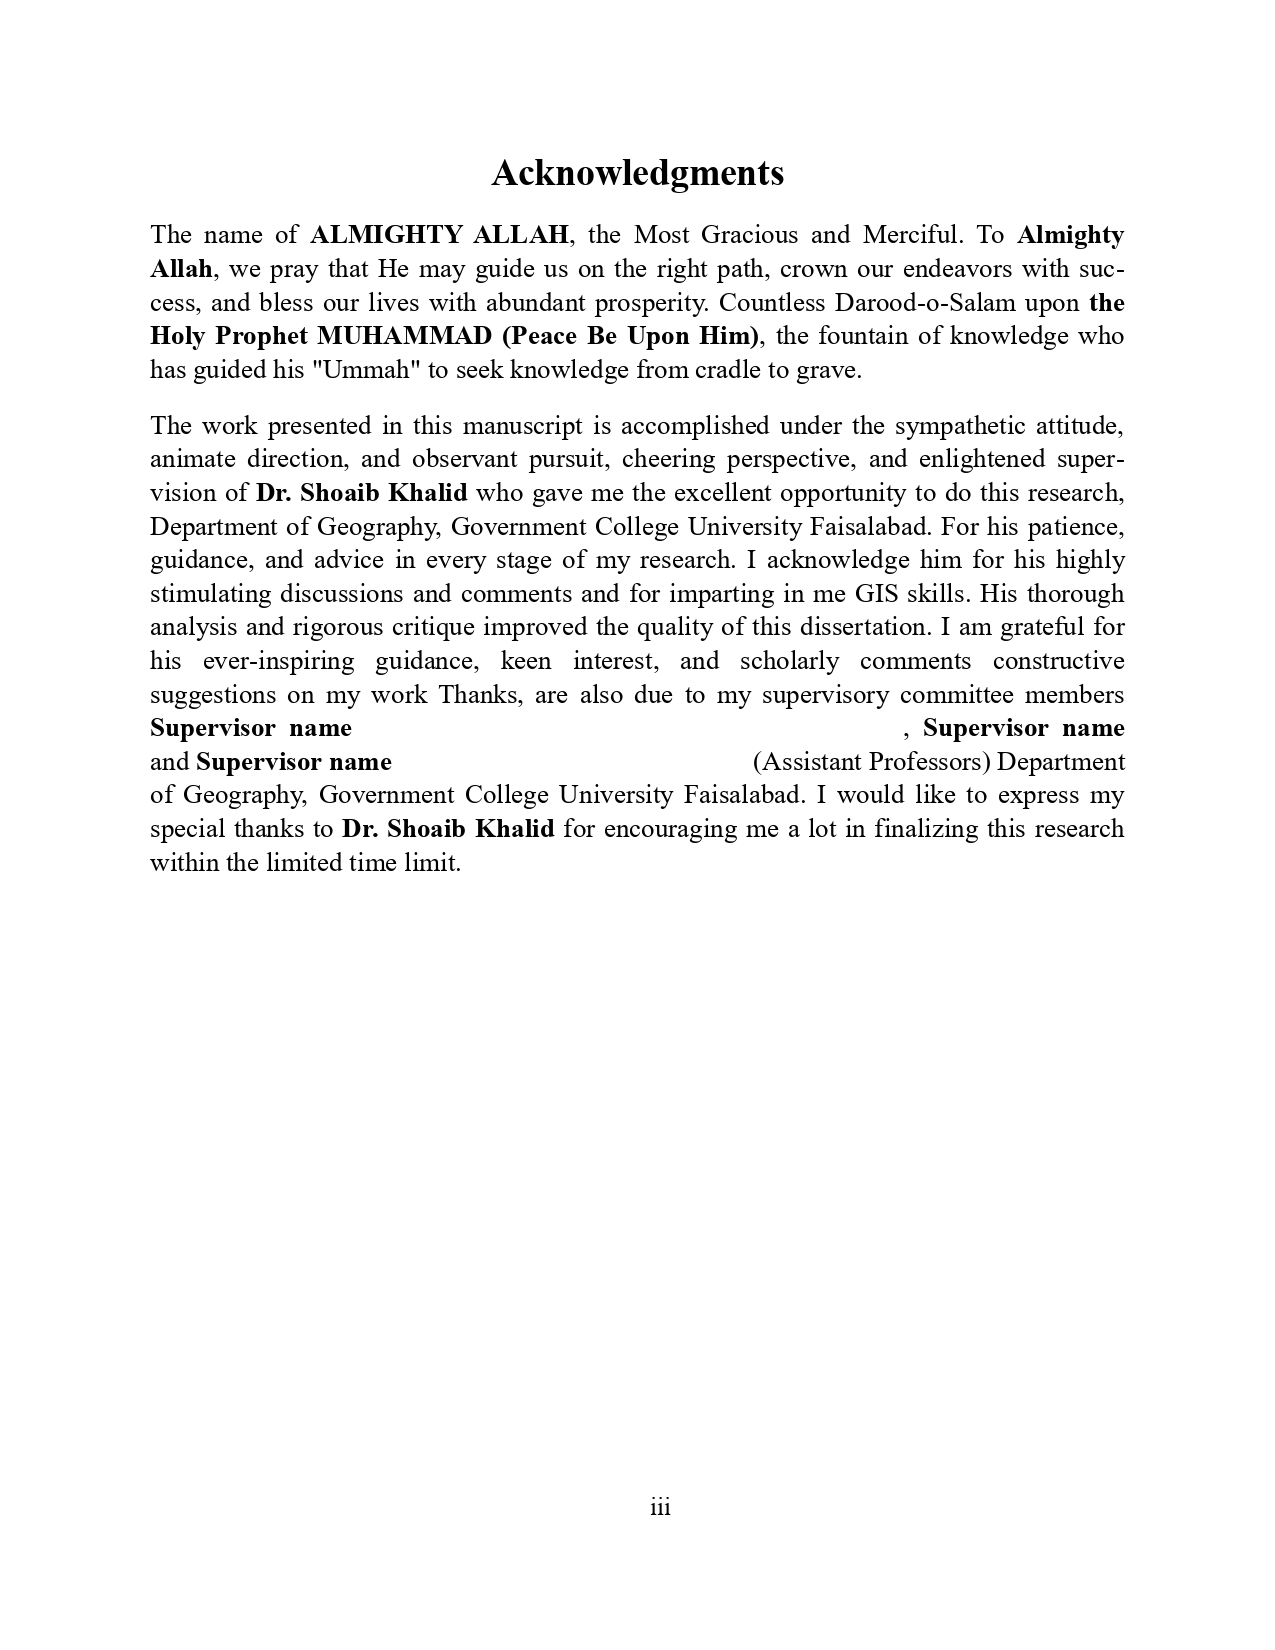 Acknowledgments
The name of ALMIGHTY ALLAH, the Most Gracious and Merciful. To Almighty
Allah, we pray that He may guide us on the right path, crown our endeavors with suc-
cess, and bless our lives with abundant prosperity. Countless Darood-o-Salam upon the
Holy Prophet MUHAMMAD (Peace Be Upon Him), the fountain of knowledge who
has guided his "Ummah" to seek knowledge from cradle to grave.
The work presented in this manuscript is accomplished under the sympathetic attitude,
animate direction, and observant pursuit, cheering perspective, and enlightened super-
vision of Dr. Shoaib Khalid who gave me the excellent opportunity to do this research,
Department of Geography, Government College University Faisalabad. For his patience,
guidance, and advice in every stage of my research. I acknowledge him for his highly
stimulating discussions and comments and for imparting in me GIS skills. His thorough
analysis and rigorous critique improved the quality of this dissertation. I am grateful for
his ever-inspiring guidance, keen interest, and scholarly comments constructive
suggestions on my work Thanks, are also due to my supervisory committee members
Supervisor name , Supervisor name
and Supervisor name (Assistant Professors) Department
of Geography, Government College University Faisalabad. I would like to express my
special thanks to Dr. Shoaib Khalid for encouraging me a lot in finalizing this research
within the limited time limit.
iii